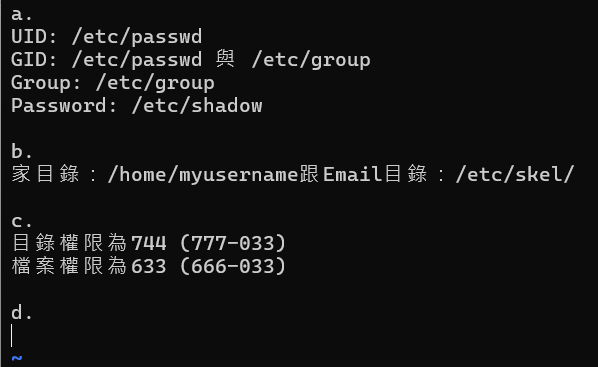 a.
UID: /etc/passwd
GID: /etc/passwd 與 /etc/group
Group: /etc/group
Password: /etc/shadow
b.
家目錄：/home/myusername跟Email目錄：/etc/skel/
c.
目錄權限為744 (777-033)
檔案權限為633 (666-033)
d.
~